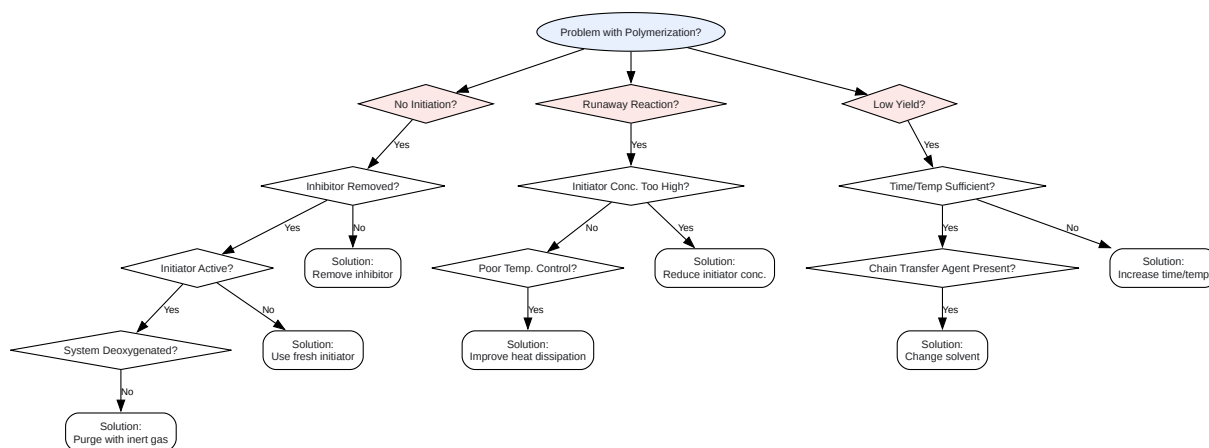 Problem with Polymerization?
No Initiation?
Runaway Reaction?
Low Yield?
Yes
Yes
Yes
Inhibitor Removed?
Initiator Conc. Too High?
Time/Temp Sufficient?
Yes
No
No
Yes
Yes
No
Initiator Active?
Solution:
Remove inhibitor
Poor Temp. Control?
Solution:
Reduce initiator conc.
Chain Transfer Agent Present?
Solution:
Increase time/temp
Yes
No
Yes
Yes
System Deoxygenated?
Solution:
Use fresh initiator
Solution:
Improve heat dissipation
Solution:
Change solvent
No
Solution:
Purge with inert gas